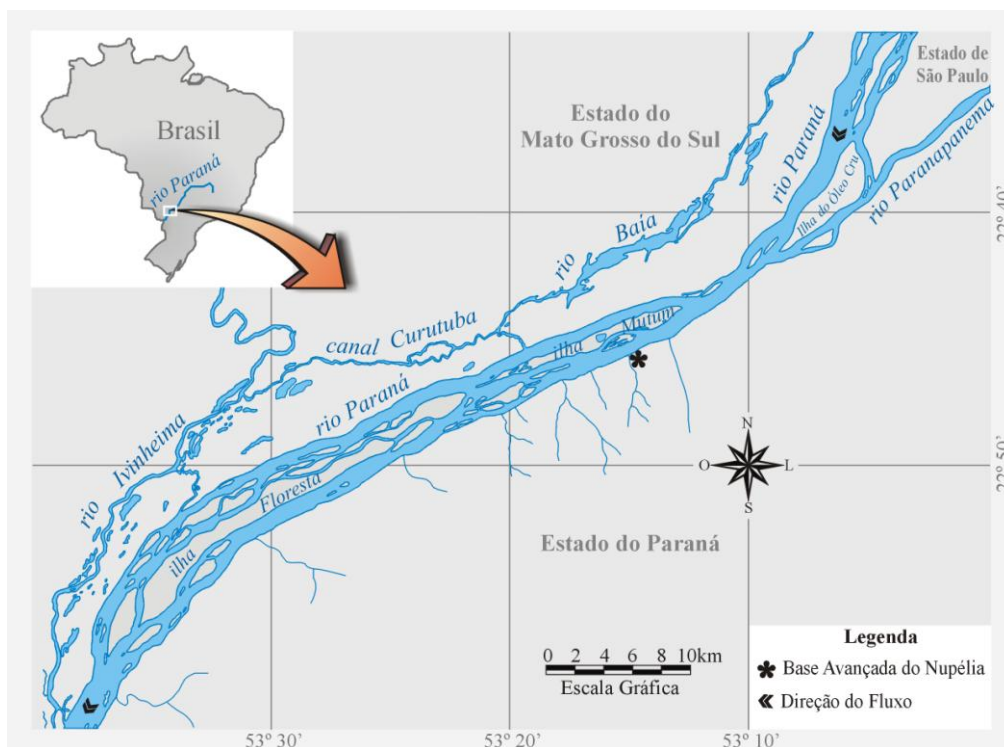 Brasil
rio Paraná
Estado do
Mato Grosso do Sul
Estado de
São Paulo
rio Paraná
rio Paranapanema
Ilha do Óleo Cru
22º 40'
rio Baía
canal Curutuba
ilha Mutum
rio Paraná
rio Ivinheima
ilha Floresta
N
O
L
S
22º 50'
Estado do Paraná
0 2 4 6 8 10km
Escala Gráfica
Legenda
Base Avançada do Nupélia
Direção do Fluxo
53º 30'
53º 20'
53º 10'